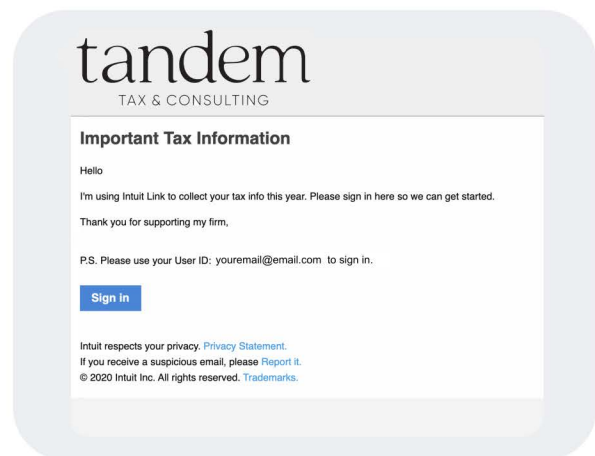 tandem
TAX & CONSULTING
Important Tax Information
Hello
I'm using Intuit Link to collect your tax info this year. Please sign in here so we can get started.
Thank you for supporting my firm,
P.S. Please use your User ID: youremail@email.com to sign in.
Sign in
Intuit respects your privacy. Privacy Statement.
If you receive a suspicious email, please Report it.
© 2020 Intuit Inc. All rights reserved. Trademarks.